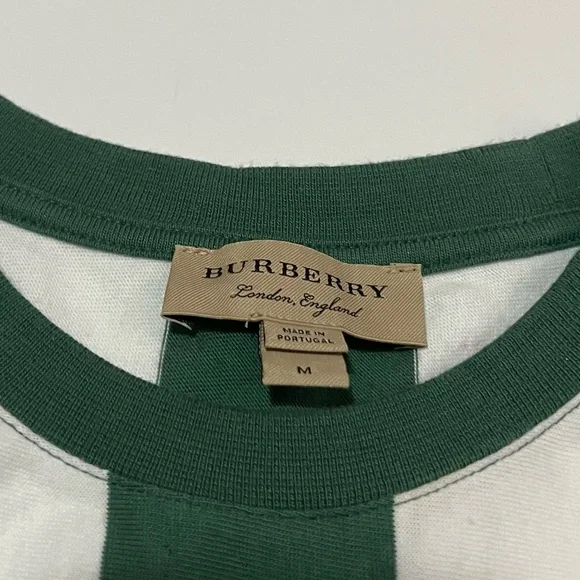 BURBERRY
London, England
MADE IN
PORTUGAL
M